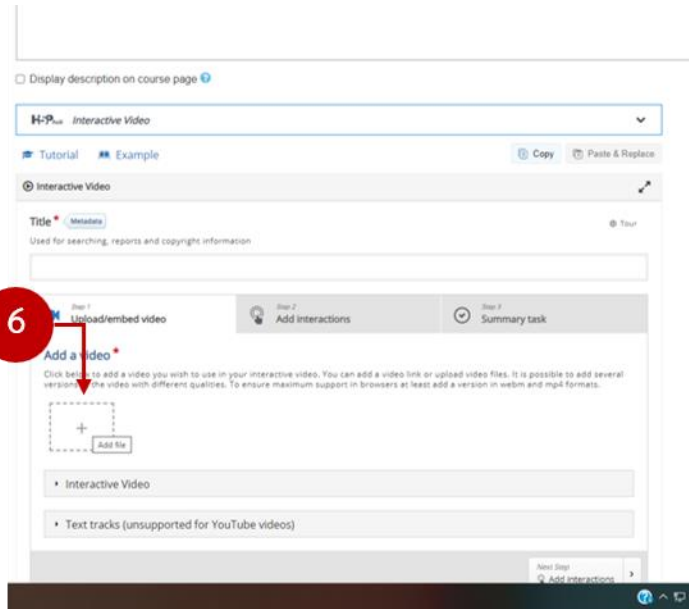 Display description on course page
H-P Interactive Video
Tutorial Example Copy Paste & Replace
Interactive Video
Title * Metadata Tour
Used for searching, reports and copyright information
Step 1 Step 2 Step 3
6 Upload/embed video Add interactions Summary task
Add a video *
Click below to add a video you wish to use in your interactive video. You can add a video link or upload video files. It is possible to add several
versions the video with different qualities. To ensure maximum support in browsers at least add a version in webm and mp4 formats.
+
Add file
Interactive Video
Text tracks (unsupported for YouTube videos)
Next Step
Add interactions